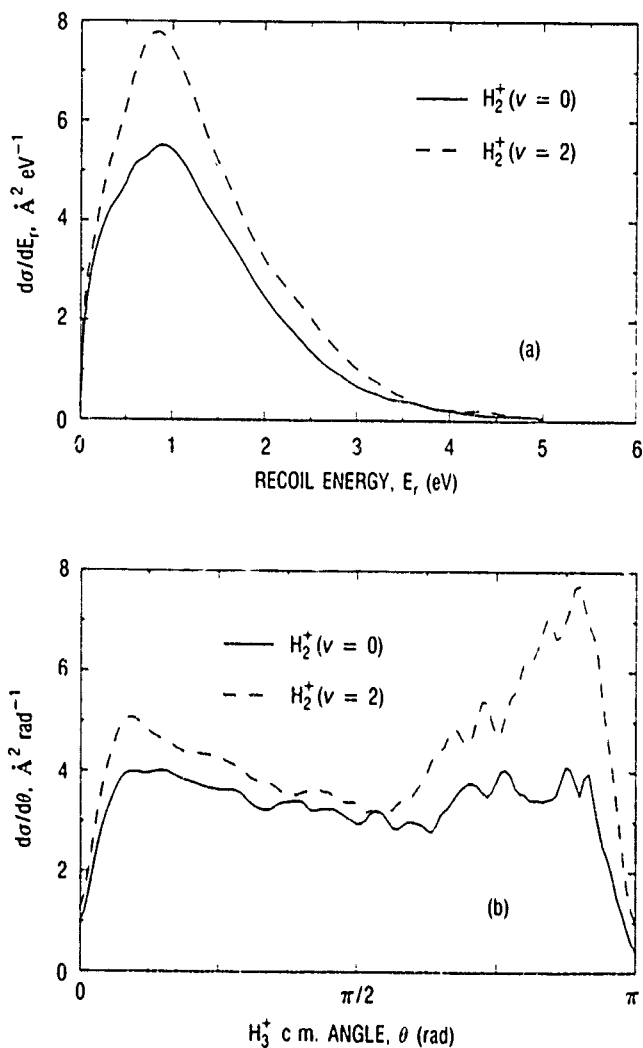 8
6
4
2
0
dσ/dE_r, Å² eV⁻¹
H₂⁺(v = 0)
H₂⁺(v = 2)
(a)
0 1 2 3 4 5 6
RECOIL ENERGY, E_r (eV)
8
6
4
2
0
dσ/dθ, Å² rad⁻¹
H₂⁺(v = 0)
H₂⁺(v = 2)
(b)
0 π/2 π
H₃⁺ c m. ANGLE, θ (rad)